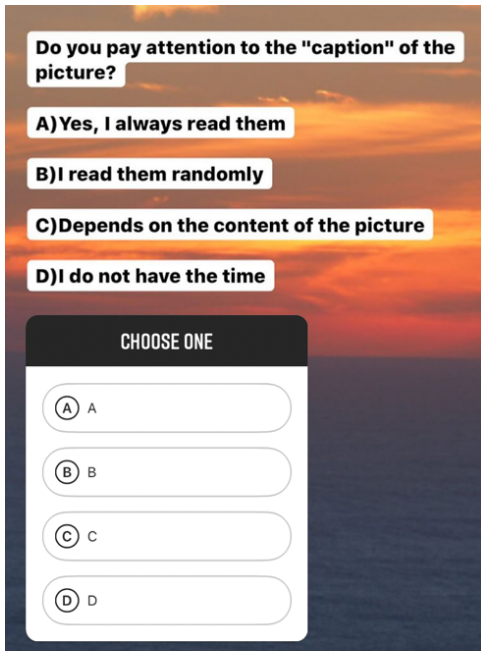 Do you pay attention to the "caption" of the
picture?
A)Yes, I always read them
B)I read them randomly
C)Depends on the content of the picture
D)I do not have the time
CHOOSE ONE
A A
B B
C C
D D